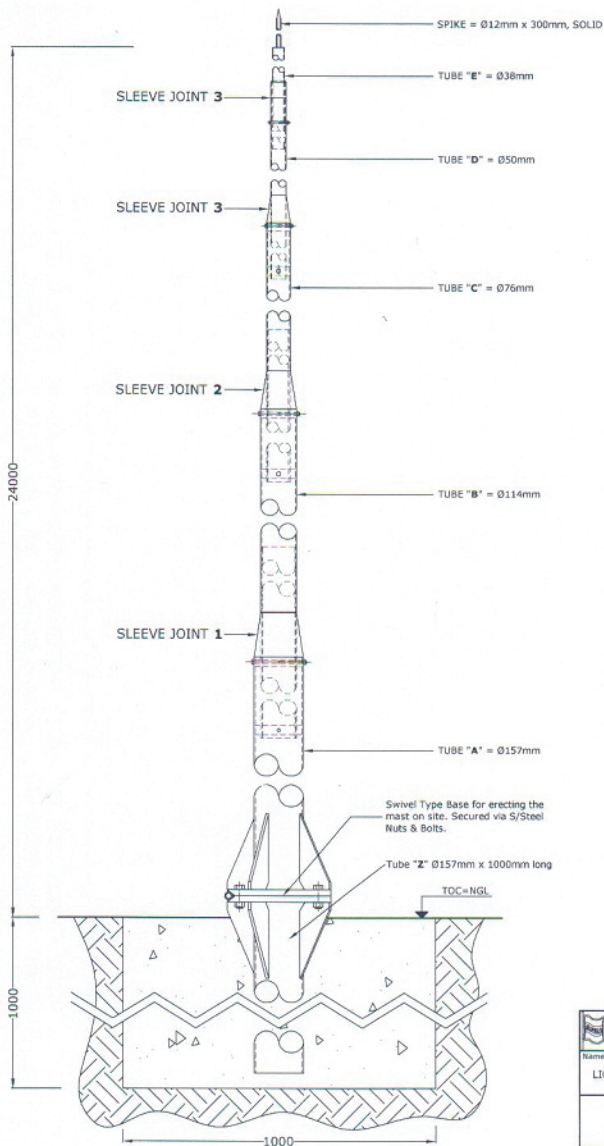 SPIKE = Ø12mm x 300mm, SOLID
TUBE "E" = Ø38mm
SLEEVE JOINT 3
TUBE "D" = Ø50mm
SLEEVE JOINT 3
TUBE "C" = Ø76mm
SLEEVE JOINT 2
24000
TUBE "B" = Ø114mm
SLEEVE JOINT 1
TUBE "A" = Ø157mm
Swivel Type Base for erecting the
mast on site. Secured via S/Steel
Nuts & Bolts.
Tube "Z" Ø157mm x 1000mm long
TOC=NGL
1000
Name
1000